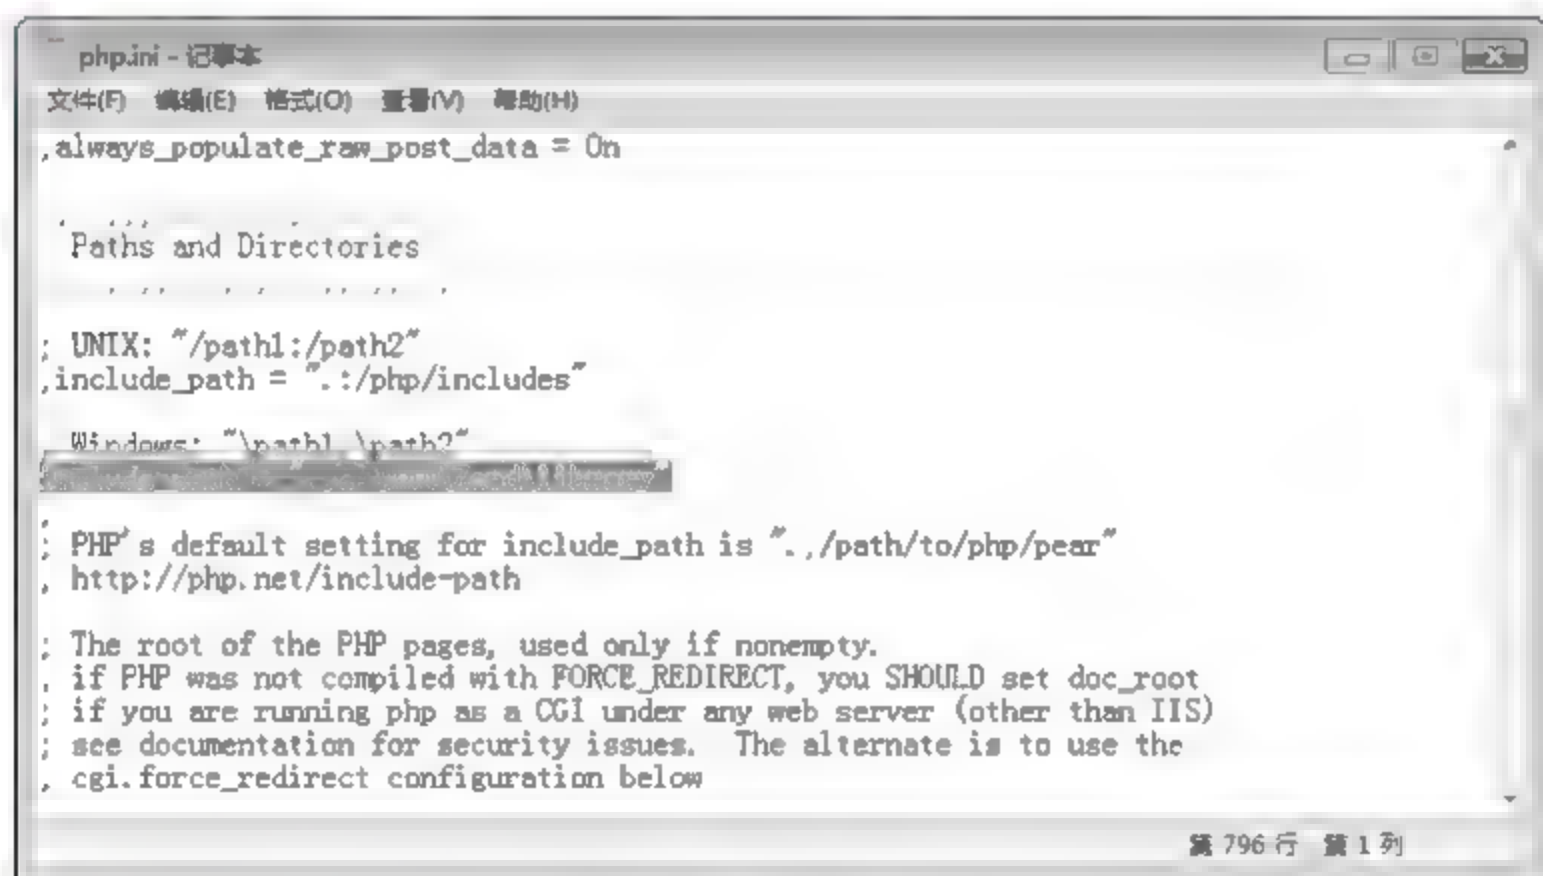 php.ini - 记事本
文件(F) 编辑(E) 格式(O) 查看(V) 帮助(H)
,always_populate_raw_post_data = On
Paths and Directories
; UNIX: "/path1:/path2"
,include_path = ".:/php/includes"
Windows: "\path1 \path2"
; PHP's default setting for include_path is ".,/path/to/php/pear"
, http://php.net/include-path
; The root of the PHP pages, used only if nonempty.
, if PHP was not compiled with FORCE_REDIRECT, you SHOULD set doc_root
; if you are running php as a CGI under any web server (other than IIS)
; see documentation for security issues. The alternate is to use the
, cgi.force_redirect configuration below
第 796 行 第 1 列